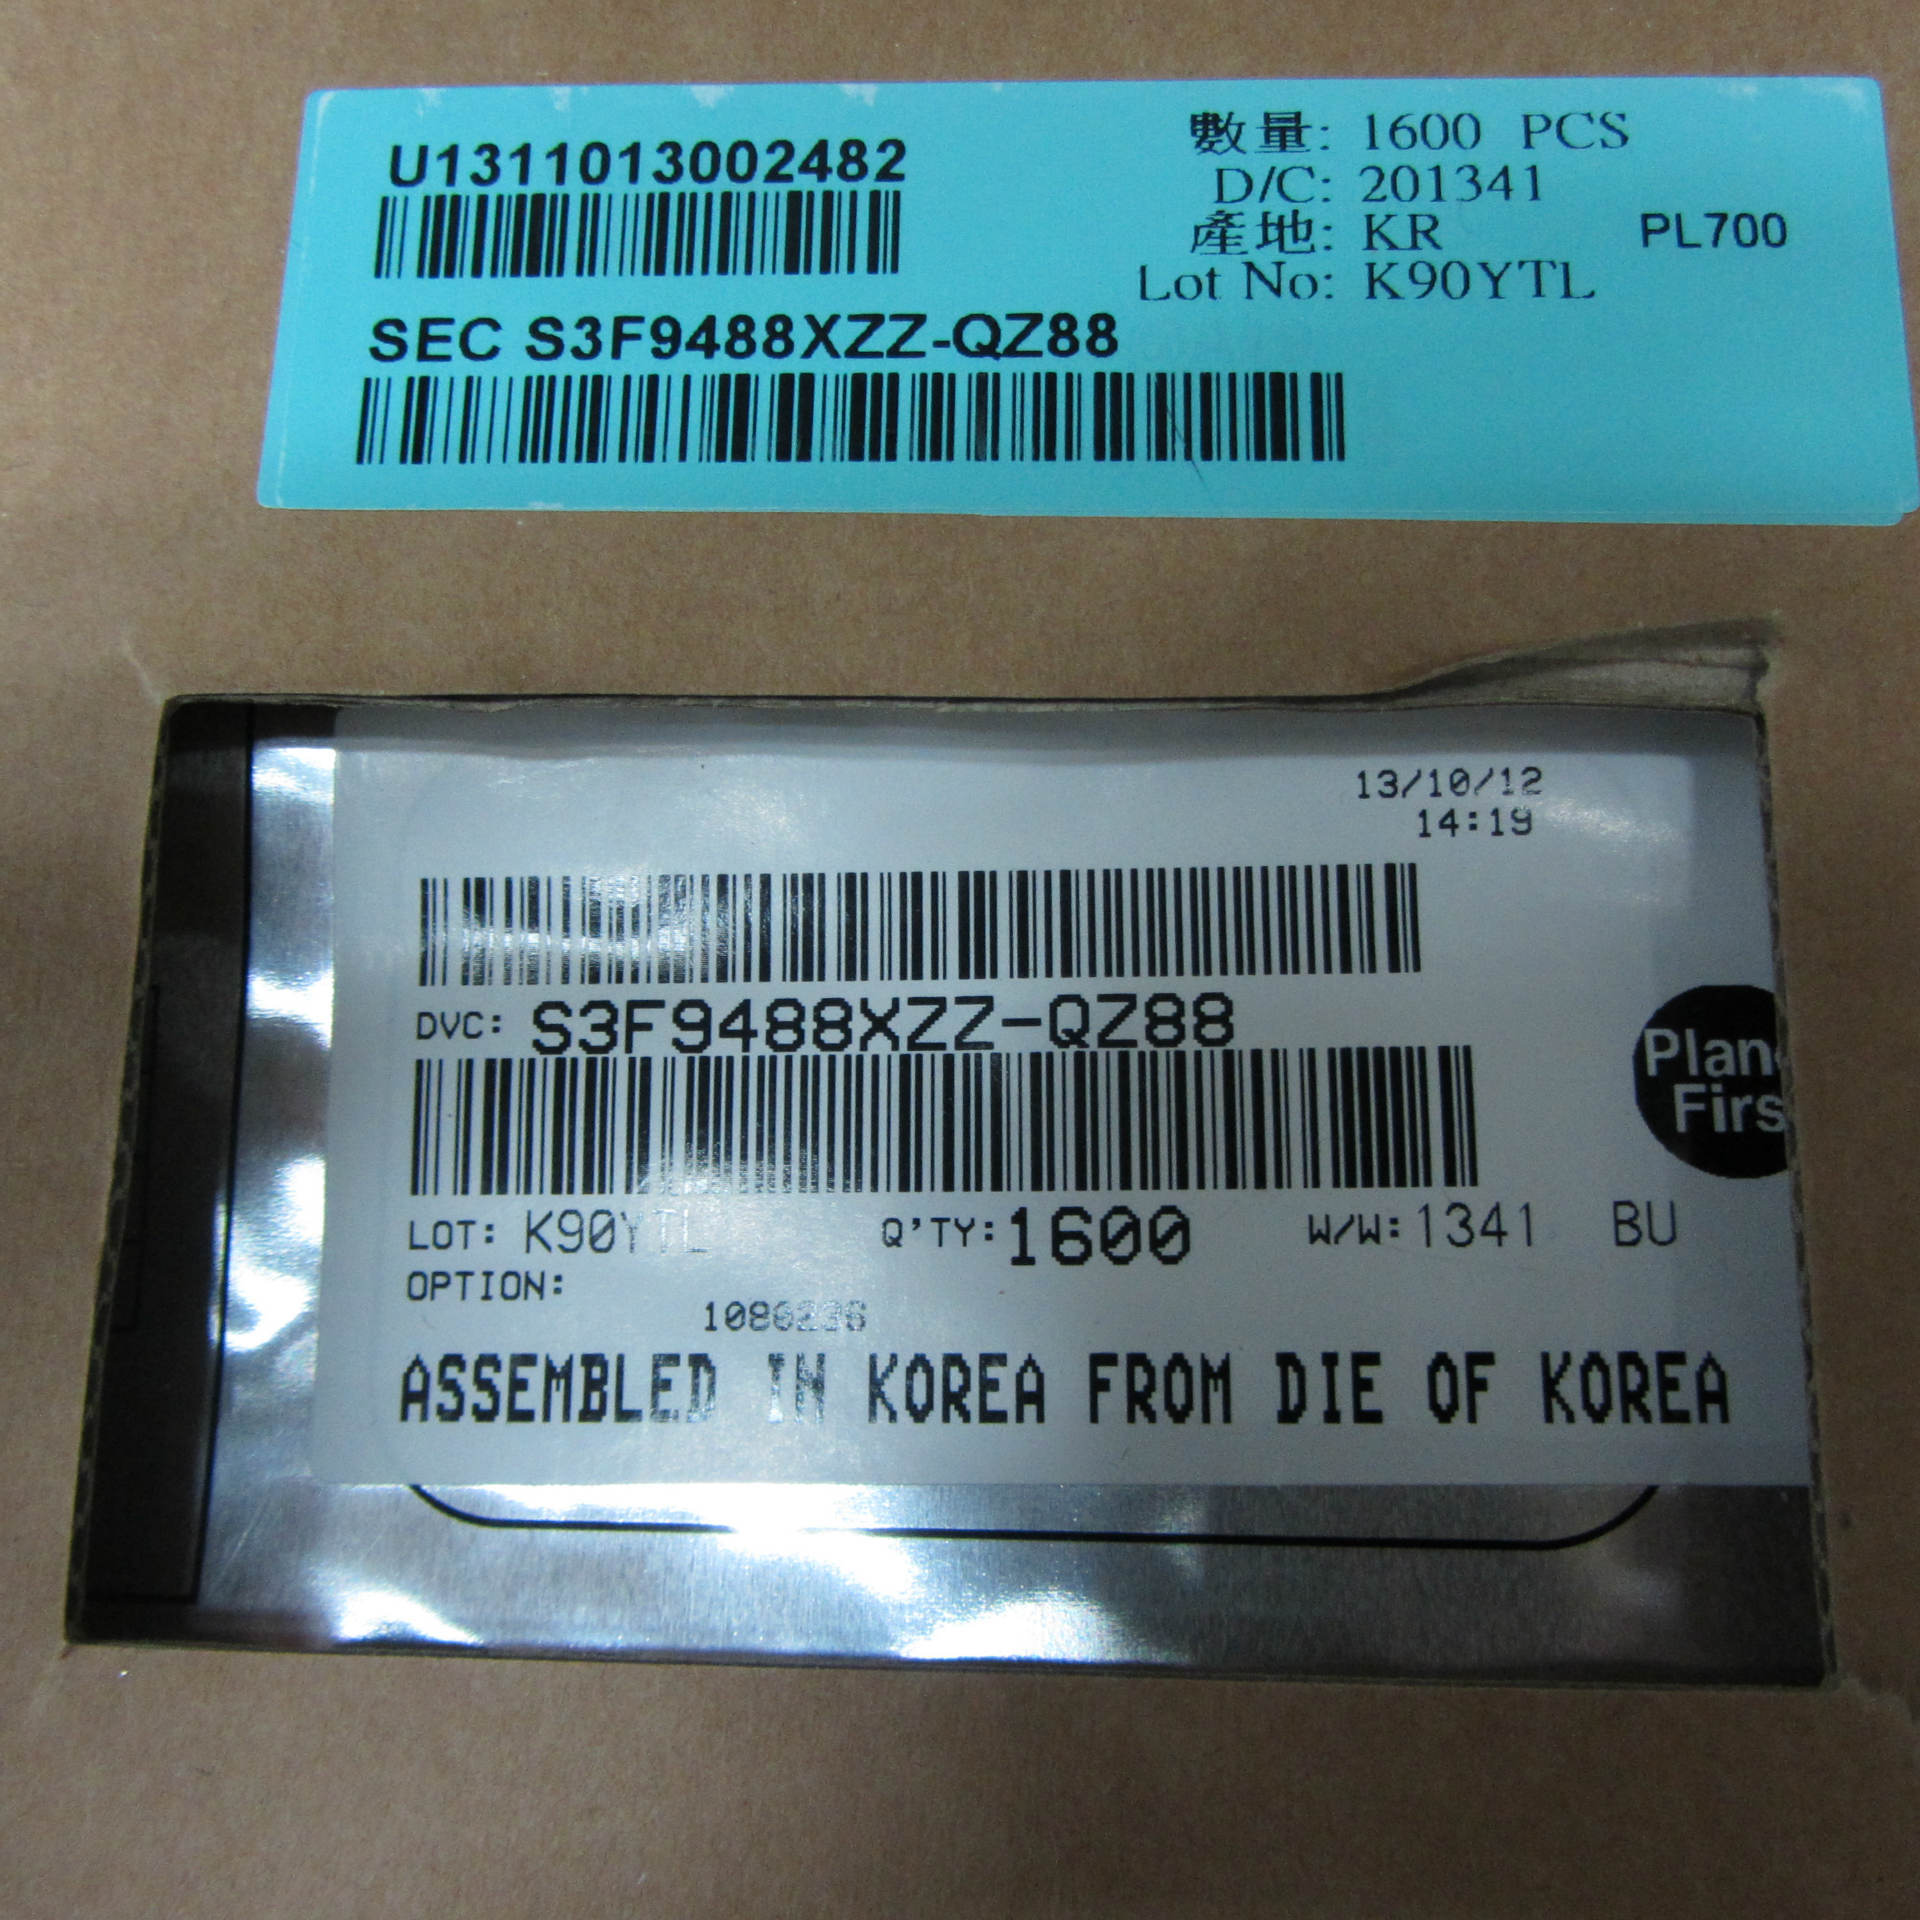 U1311013002482
數量: 1600 PCS
D/C: 201341
產地: KR
PL700
Lot No: K90YTL
SEC S3F9488XZZ-QZ88
13/10/12
14:19
DVC: S3F9488XZZ-QZ88
Plan
Firs
LOT: K90YTL Q'TY: 1600 W/W: 1341 BU
OPTION:
ASSEMBLED IN KOREA FROM DIE OF KOREA